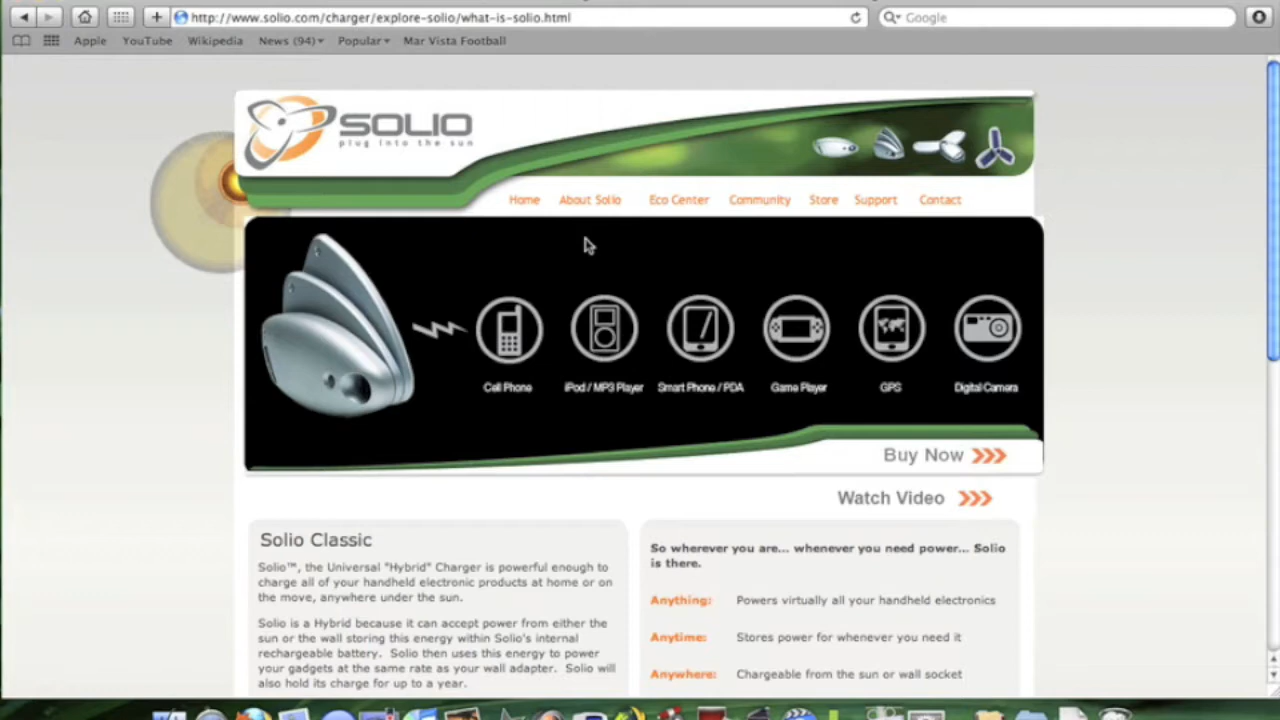 http://www.solio.com/charger/explore-solio/what-is-solio.html
Google
Apple YouTube Wikipedia News (94) Popular Mar Vista Football
SOLIO
plug into the sun
Home About Solio Eco Center Community Store Support Contact
Cell Phone iPod / MP3 Player Smart Phone / PDA Game Player GPS Digital Camera
Buy Now
Watch Video
Solio Classic
Solio™, the Universal "Hybrid" Charger is powerful enough to
charge all of your handheld electronic products at home or on
the move, anywhere under the sun.
Solio is a Hybrid because it can accept power from either the
sun or the wall storing this energy within Solio's internal
rechargeable battery. Solio then uses this energy to power
your gadgets at the same rate as your wall adapter. Solio will
also hold its charge for up to a year.
So wherever you are... whenever you need power... Solio
is there.
Anything: Powers virtually all your handheld electronics
Anytime: Stores power for whenever you need it
Anywhere: Chargeable from the sun or wall socket